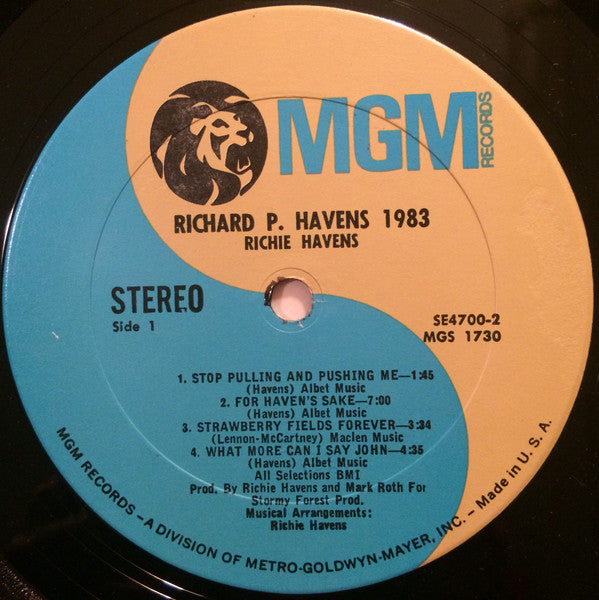 MGM
RECORDS
RICHARD P. HAVENS 1983
RICHIE HAVENS
STEREO
Side 1
SE4700-2
MGS 1730
1. STOP PULLING AND PUSHING ME—1:45
(Havens) Albet Music
2. FOR HAVEN'S SAKE—7:00
(Havens) Albet Music
3. STRAWBERRY FIELDS FOREVER—3:34
(Lennon-McCartney) Maclen Music
4. WHAT MORE CAN I SAY JOHN—4:35
(Havens) Albet Music
All Selections BMI
Prod. By Richie Havens and Mark Roth For
Stormy Forest Prod.
Musical Arrangements:
Richie Havens
MGM RECORDS – A DIVISION OF METRO-GOLDWYN-MAYER, INC. – Made in U. S. A.